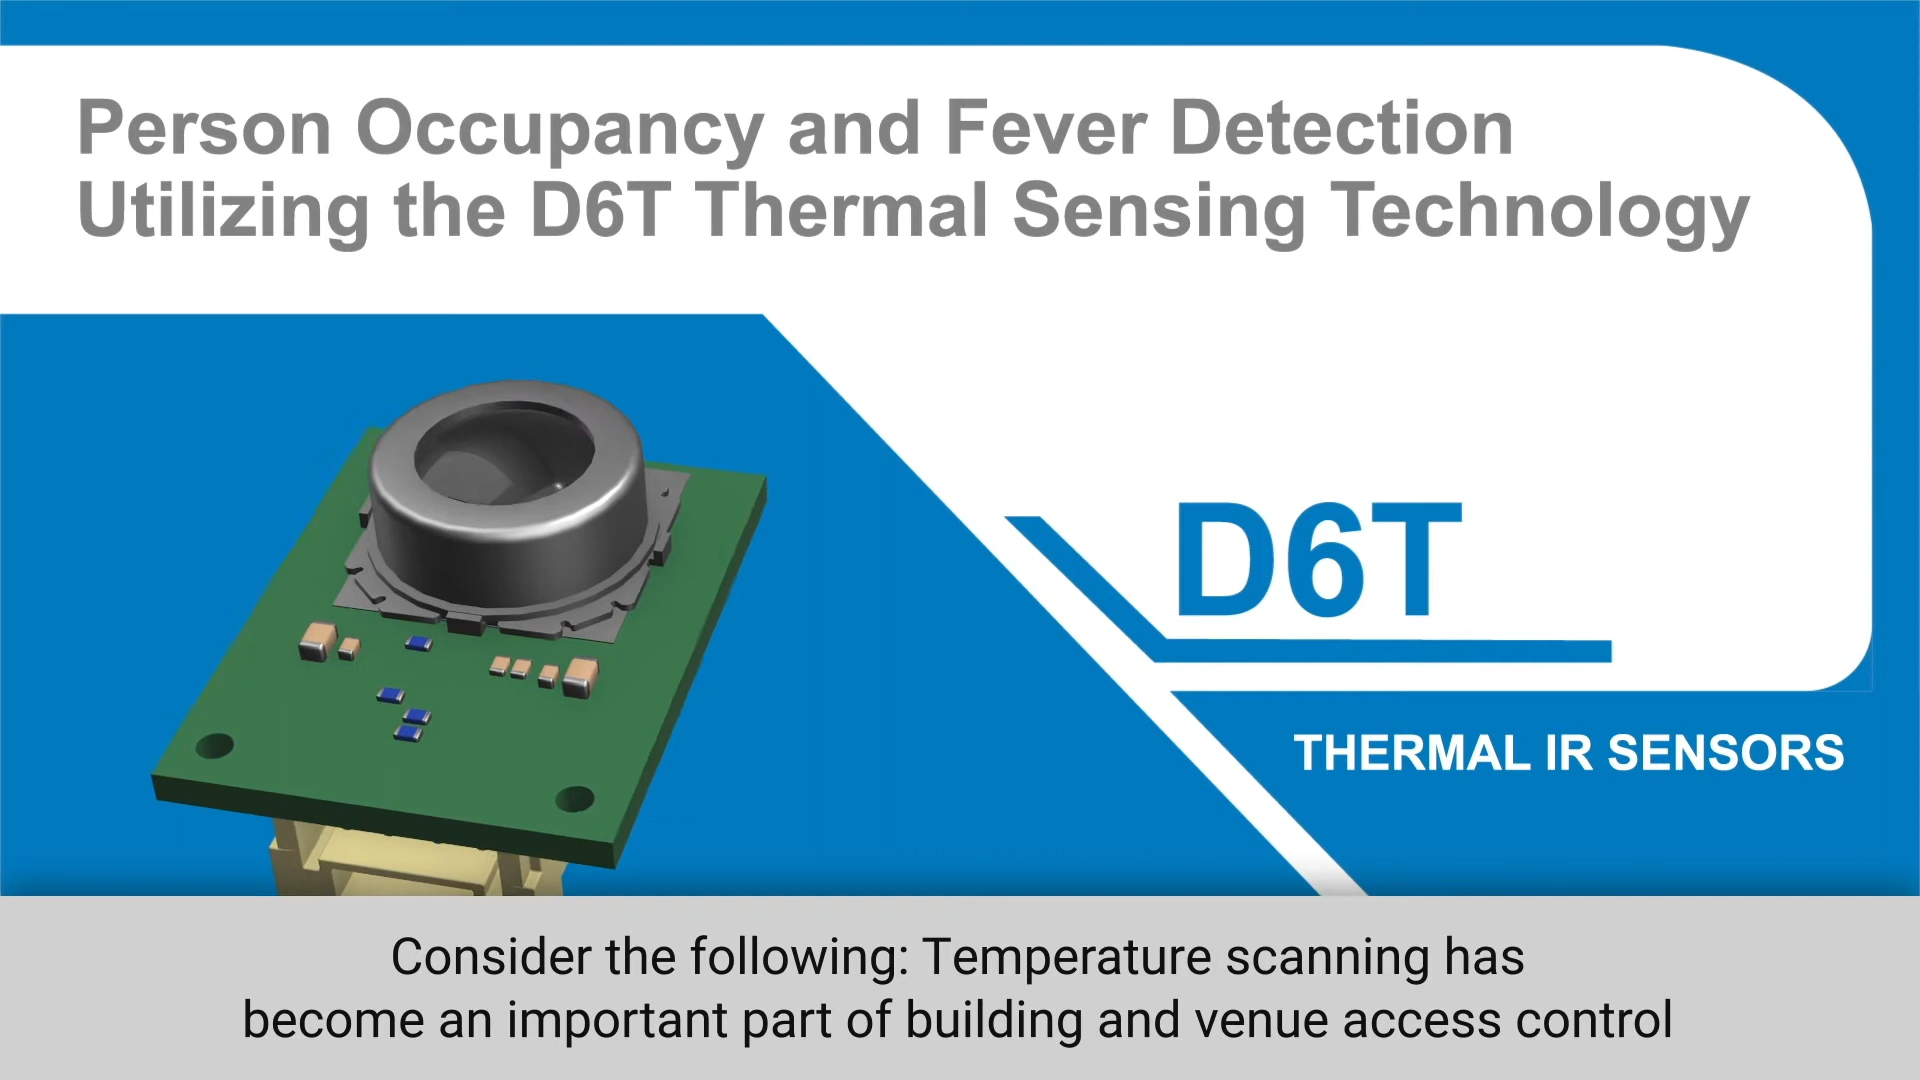 Person Occupancy and Fever Detection
Utilizing the D6T Thermal Sensing Technology
D6T
THERMAL IR SENSORS
Consider the following: Temperature scanning has
become an important part of building and venue access control